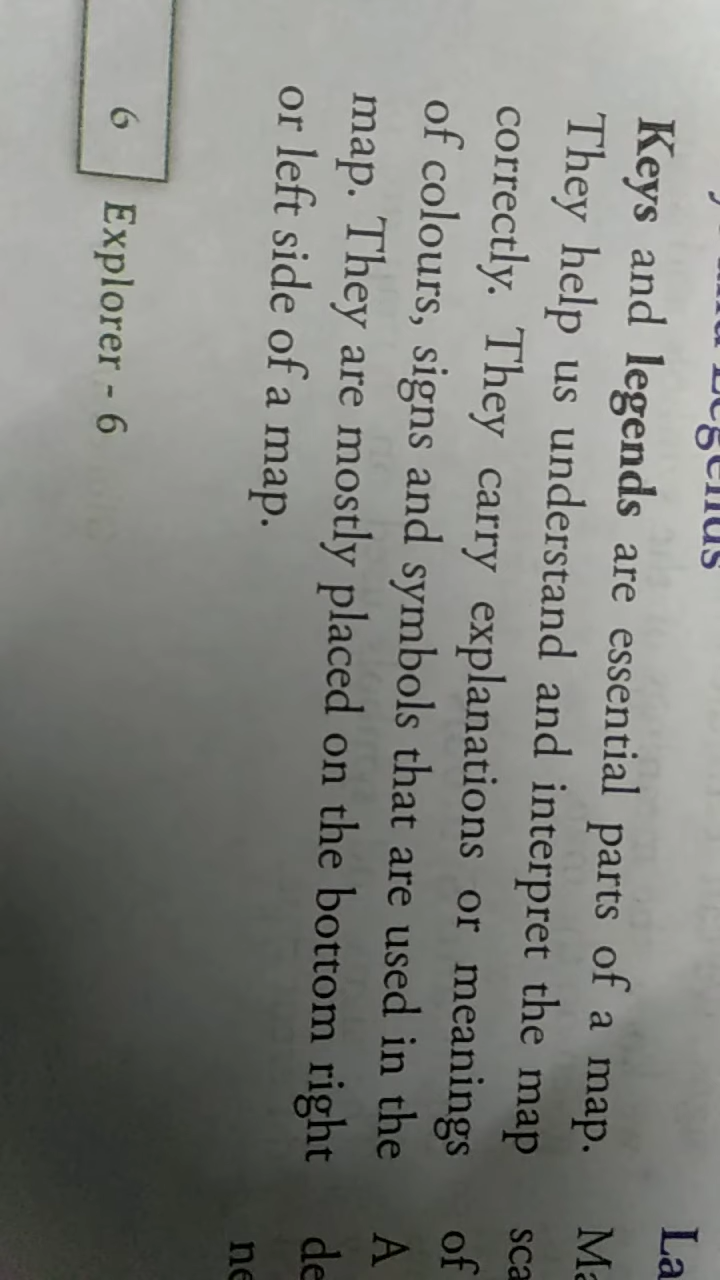 Keys and legends are essential parts of a map.
They help us understand and interpret the map
correctly. They carry explanations or meanings
of colours, signs and symbols that are used in the
map. They are mostly placed on the bottom right
or left side of a map.
6 Explorer - 6
of
A